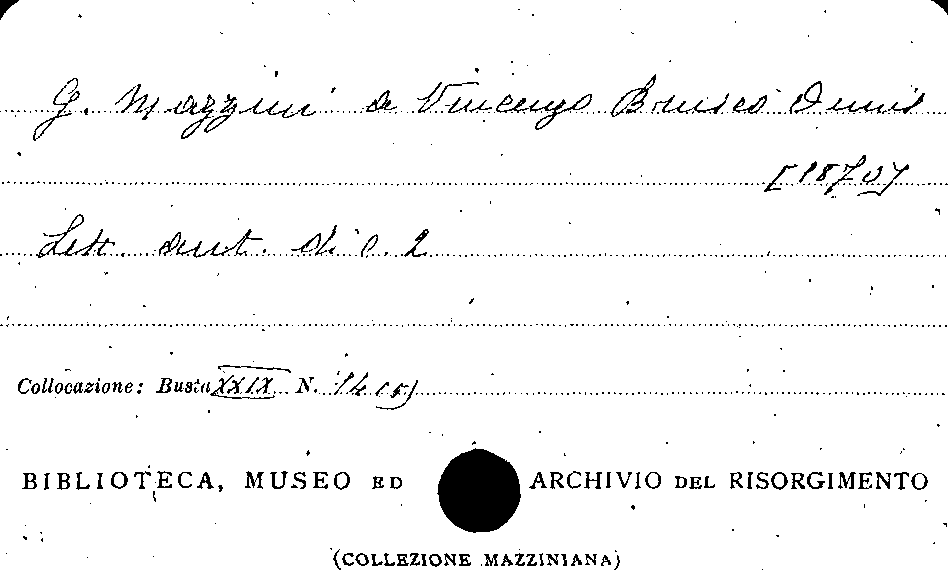 G. Mazzini a Vincenzo Brusco Onnis
[1870]
Lett. aut. di c. 2
Collocazione: Busta XXIX N. 14 (5)
BIBLIOTECA, MUSEO ED ARCHIVIO DEL RISORGIMENTO
(COLLEZIONE MAZZINIANA)